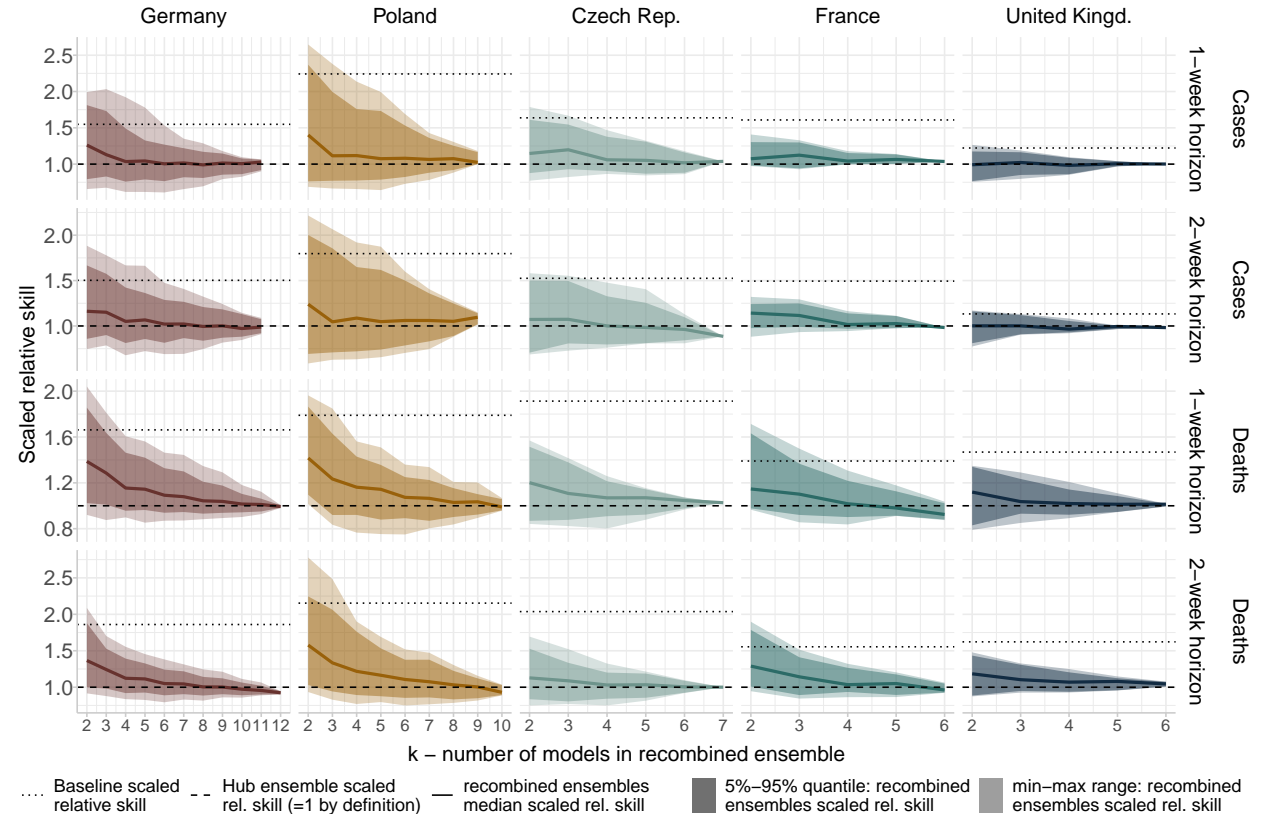 Germany Poland Czech Rep. France United Kingd.
Scaled relative skill
2.5
2.0
1.5
1.0
1−week horizon
Cases
2.0
1.5
1.0
2−week horizon
Cases
2.0
1.6
1.2
0.8
1−week horizon
Deaths
2.5
2.0
1.5
1.0
2−week horizon
Deaths
2 3 4 5 6 7 8 9 10 11 12 2 3 4 5 6 7 8 9 10 2 3 4 5 6 7 2 3 4 5 6 2 3 4 5 6
k − number of models in recombined ensemble
Baseline scaled
relative skill
Hub ensemble scaled
rel. skill (=1 by definition)
recombined ensembles
median scaled rel. skill
5%−95% quantile: recombined
ensembles scaled rel. skill
min−max range: recombined
ensembles scaled rel. skill